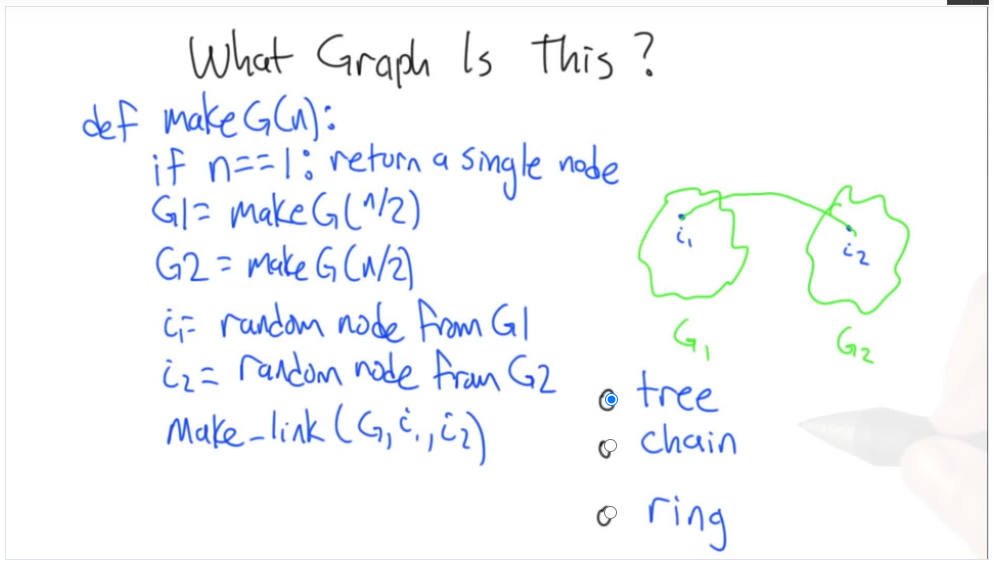 What Graph Is This?
def makeG(n):
if n==1: return a single node
G1= makeG(n/2)
G2 = makeG(n/2)
i1= random node from G1
i2= random node from G2
Make_link(G,i1,i2)
i1
i2
G1
G2
tree
chain
ring